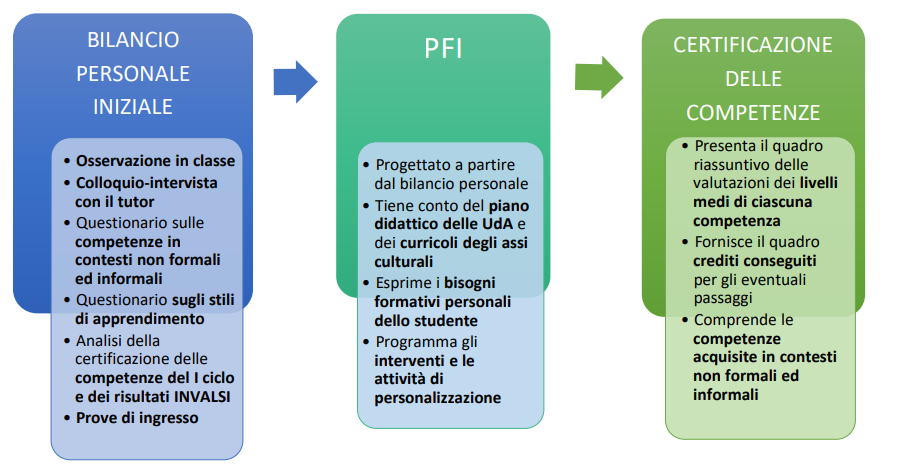 BILANCIO
PERSONALE
INIZIALE
• Osservazione in classe
• Colloquio-intervista
con il tutor
• Questionario sulle
competenze in
contesti non formali
ed informali
• Questionario sugli stili
di apprendimento
• Analisi della
certificazione delle
competenze del I ciclo
e dei risultati INVALSI
• Prove di ingresso
PFI
• Progettato a partire
dal bilancio personale
• Tiene conto del piano
didattico delle UdA e
dei curricoli degli assi
culturali
• Esprime i bisogni
formativi personali
dello studente
• Programma gli
interventi e le
attività di
personalizzazione
CERTIFICAZIONE
DELLE
COMPETENZE
• Presenta il quadro
riassuntivo delle
valutazioni dei livelli
medi di ciascuna
competenza
• Fornisce il quadro
crediti conseguiti
per gli eventuali
passaggi
• Comprende le
competenze
acquisite in contesti
non formali ed
informali